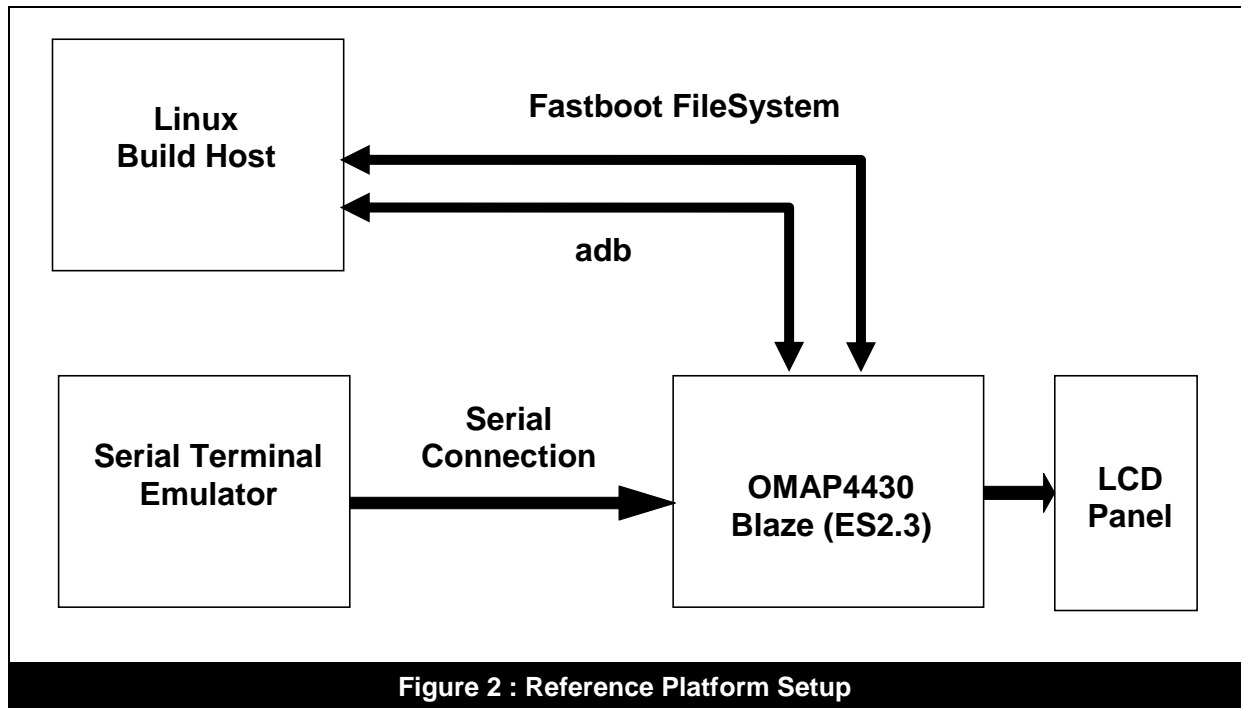 Linux
Build Host
Fastboot FileSystem
adb
Serial Terminal
Emulator
Serial
Connection
OMAP4430
Blaze (ES2.3)
LCD
Panel
Figure 2 : Reference Platform Setup